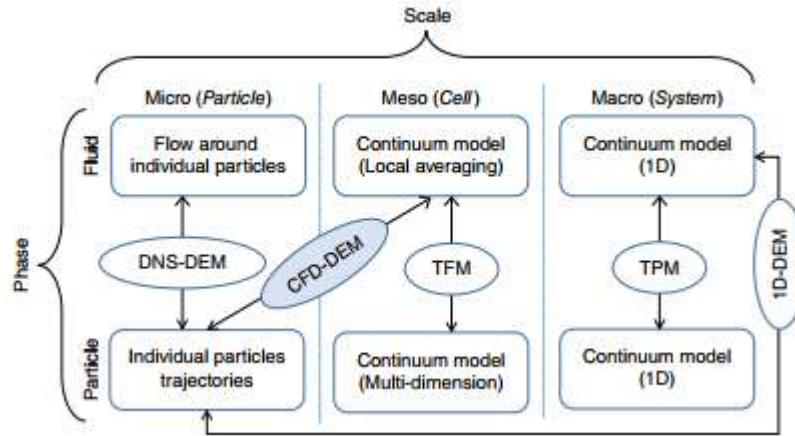 Scale
Micro (Particle)
Meso (Cell)
Macro (System)
Phase
Fluid
Flow around
individual particles
Continuum model
(Local averaging)
Continuum model
(1D)
DNS-DEM
CFD-DEM
TFM
TPM
1D-DEM
Particle
Individual particles
trajectories
Continuum model
(Multi-dimension)
Continuum model
(1D)